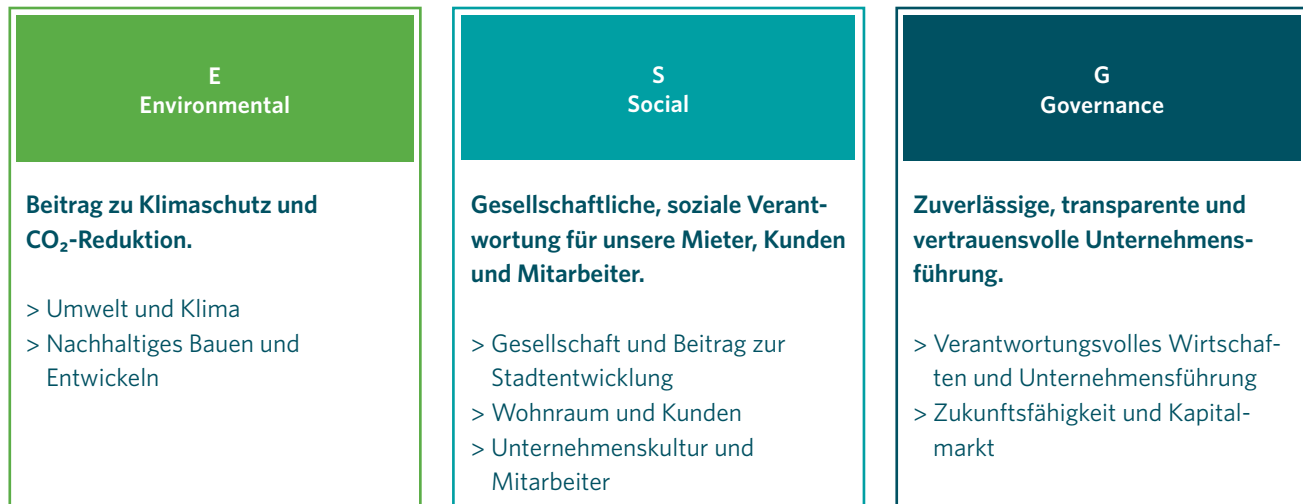 E
Environmental
Beitrag zu Klimaschutz und
CO₂-Reduktion.
> Umwelt und Klima
> Nachhaltiges Bauen und
Entwickeln
S
Social
Gesellschaftliche, soziale Verant-
wortung für unsere Mieter, Kunden
und Mitarbeiter.
> Gesellschaft und Beitrag zur
Stadtentwicklung
> Wohnraum und Kunden
> Unternehmenskultur und
Mitarbeiter
G
Governance
Zuverlässige, transparente und
vertrauensvolle Unternehmens-
führung.
> Verantwortungsvolles Wirtschaf-
ten und Unternehmensführung
> Zukunftsfähigkeit und Kapital-
markt